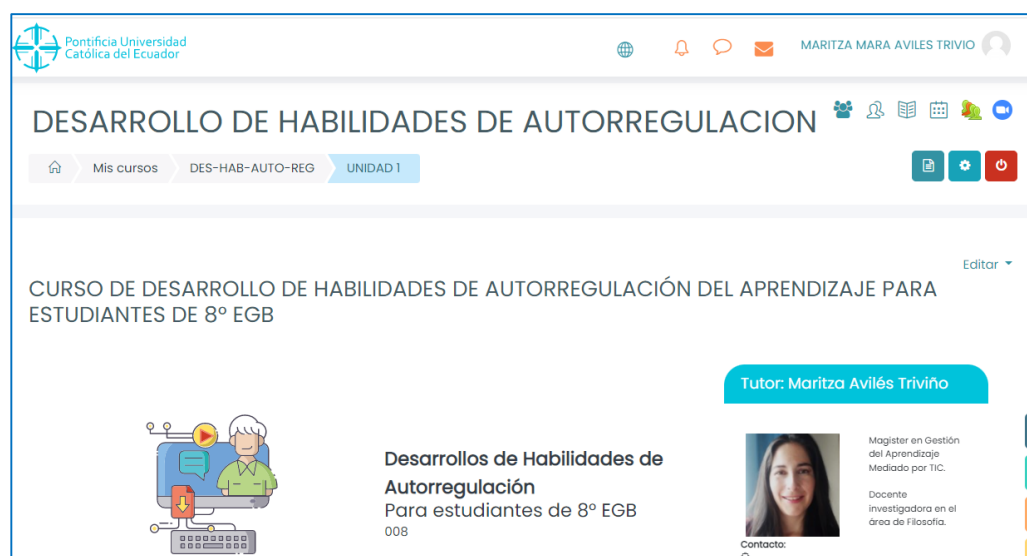 Pontificia Universidad
Católica del Ecuador
MARITZA MARA AVILES TRIVIO
DESARROLLO DE HABILIDADES DE AUTORREGULACION
Mis cursos
DES-HAB-AUTO-REG
UNIDAD 1
Editar
CURSO DE DESARROLLO DE HABILIDADES DE AUTORREGULACIÓN DEL APRENDIZAJE PARA
ESTUDIANTES DE 8º EGB
Desarrollos de Habilidades de
Autorregulación
Para estudiantes de 8º EGB
008
Tutor: Maritza Avilés Triviño
Magister en Gestión
del Aprendizaje
Mediado por TIC.
Docente
investigadora en el
área de Filosofía.
Contacto: